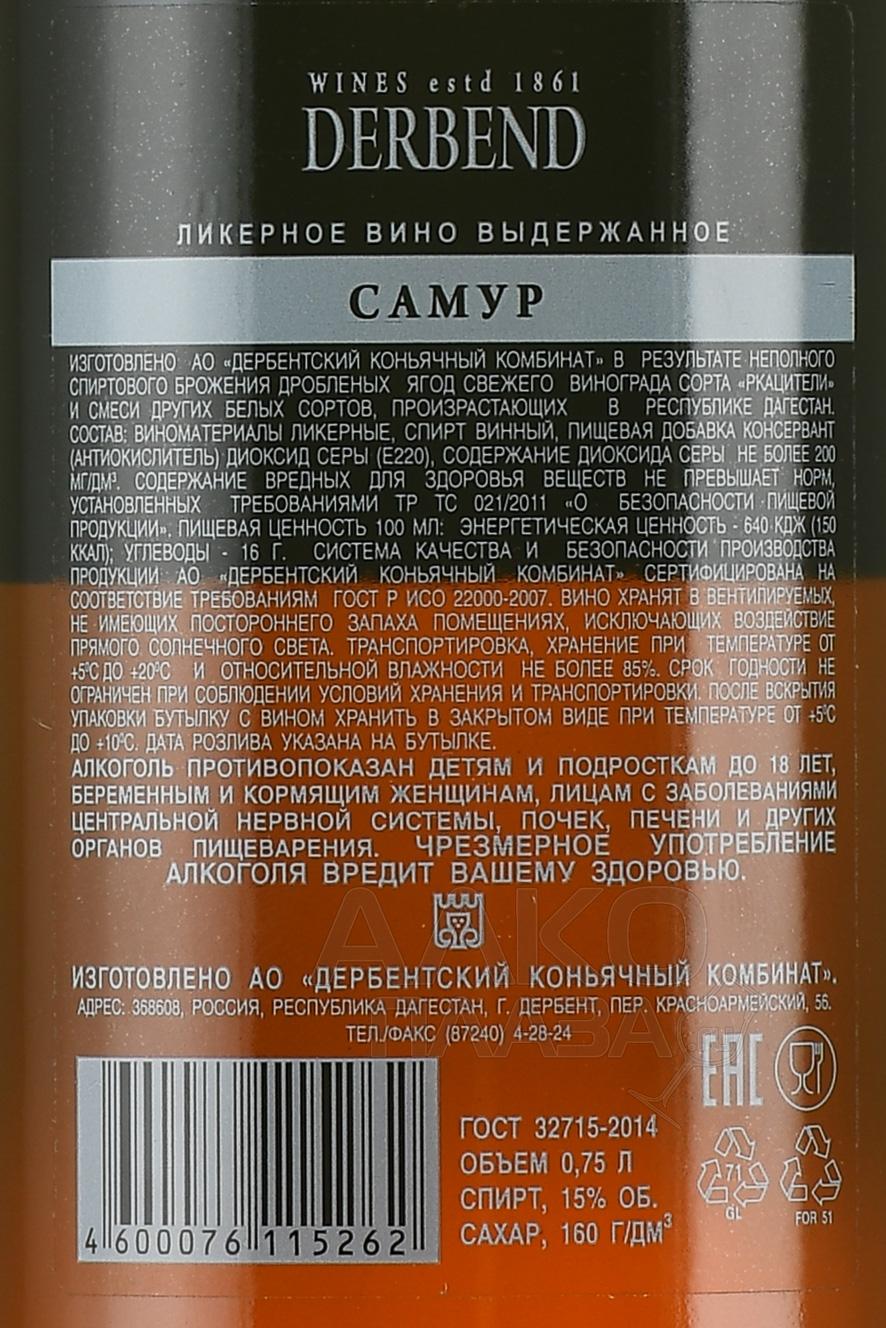 WINES estd 1861
DERBEND
ЛИКЕРНОЕ ВИНО ВЫДЕРЖАННОЕ
САМУР
ИЗГОТОВЛЕНО АО «ДЕРБЕНТСКИЙ КОНЬЯЧНЫЙ КОМБИНАТ» В РЕЗУЛЬТАТЕ НЕПОЛНОГО
СПИРТОВОГО БРОЖЕНИЯ ДРОБЛЕНЫХ ЯГОД СВЕЖЕГО ВИНОГРАДА СОРТА «РКАЦИТЕЛИ»
И СМЕСИ ДРУГИХ БЕЛЫХ СОРТОВ, ПРОИЗРАСТАЮЩИХ В РЕСПУБЛИКЕ ДАГЕСТАН.
СОСТАВ: ВИНОМАТЕРИАЛЫ ЛИКЕРНЫЕ, СПИРТ ВИННЫЙ, ПИЩЕВАЯ ДОБАВКА КОНСЕРВАНТ
(АНТИОКИСЛИТЕЛЬ) ДИОКСИД СЕРЫ (Е220), СОДЕРЖАНИЕ ДИОКСИДА СЕРЫ НЕ БОЛЕЕ 200
МГ/ДМ³. СОДЕРЖАНИЕ ВРЕДНЫХ ДЛЯ ЗДОРОВЬЯ ВЕЩЕСТВ НЕ ПРЕВЫШАЕТ НОРМ,
УСТАНОВЛЕННЫХ ТРЕБОВАНИЯМИ ТР ТС 021/2011 «О БЕЗОПАСНОСТИ ПИЩЕВОЙ
ПРОДУКЦИИ». ПИЩЕВАЯ ЦЕННОСТЬ 100 МЛ: ЭНЕРГЕТИЧЕСКАЯ ЦЕННОСТЬ - 640 КДЖ (150
ККАЛ); УГЛЕВОДЫ - 16 Г. СИСТЕМА КАЧЕСТВА И БЕЗОПАСНОСТИ ПРОИЗВОДСТВА
ПРОДУКЦИИ АО «ДЕРБЕНТСКИЙ КОНЬЯЧНЫЙ КОМБИНАТ» СЕРТИФИЦИРОВАНА НА
СООТВЕТСТВИЕ ТРЕБОВАНИЯМ ГОСТ Р ИСО 22000-2007. ВИНО ХРАНЯТ В ВЕНТИЛИРУЕМЫХ,
НЕ ИМЕЮЩИХ ПОСТОРОННЕГО ЗАПАХА ПОМЕЩЕНИЯХ, ИСКЛЮЧАЮЩИХ ВОЗДЕЙСТВИЕ
ПРЯМОГО СОЛНЕЧНОГО СВЕТА. ТРАНСПОРТИРОВКА, ХРАНЕНИЕ ПРИ ТЕМПЕРАТУРЕ ОТ
+5⁰С ДО +20⁰С И ОТНОСИТЕЛЬНОЙ ВЛАЖНОСТИ НЕ БОЛЕЕ 85%. СРОК ГОДНОСТИ НЕ
ОГРАНИЧЕН ПРИ СОБЛЮДЕНИИ УСЛОВИЙ ХРАНЕНИЯ И ТРАНСПОРТИРОВКИ. ПОСЛЕ ВСКРЫТИЯ
УПАКОВКИ БУТЫЛКУ С ВИНОМ ХРАНИТЬ В ЗАКРЫТОМ ВИДЕ ПРИ ТЕМПЕРАТУРЕ ОТ +5⁰С
ДО +10⁰С. ДАТА РОЗЛИВА УКАЗАНА НА БУТЫЛКЕ.
АЛКОГОЛЬ ПРОТИВОПОКАЗАН ДЕТЯМ И ПОДРОСТКАМ ДО 18 ЛЕТ,
БЕРЕМЕННЫМ И КОРМЯЩИМ ЖЕНЩИНАМ, ЛИЦАМ С ЗАБОЛЕВАНИЯМИ
ЦЕНТРАЛЬНОЙ НЕРВНОЙ СИСТЕМЫ, ПОЧЕК, ПЕЧЕНИ И ДРУГИХ
ОРГАНОВ ПИЩЕВАРЕНИЯ. ЧРЕЗМЕРНОЕ УПОТРЕБЛЕНИЕ
АЛКОГОЛЯ ВРЕДИТ ВАШЕМУ ЗДОРОВЬЮ.
ИЗГОТОВЛЕНО АО «ДЕРБЕНТСКИЙ КОНЬЯЧНЫЙ КОМБИНАТ».
АДРЕС: 368608, РОССИЯ, РЕСПУБЛИКА ДАГЕСТАН, Г. ДЕРБЕНТ, ПЕР. КРАСНОАРМЕЙСКИЙ, 56.
ТЕЛ./ФАКС (87240) 4-28-24
АЛКО
ПЛАЗА.ru
EAC
ГОСТ 32715-2014
ОБЪЕМ 0,75 Л
СПИРТ, 15% ОБ.
САХАР, 160 Г/ДМ³
71
GL
FOR 51
4 600076 115262